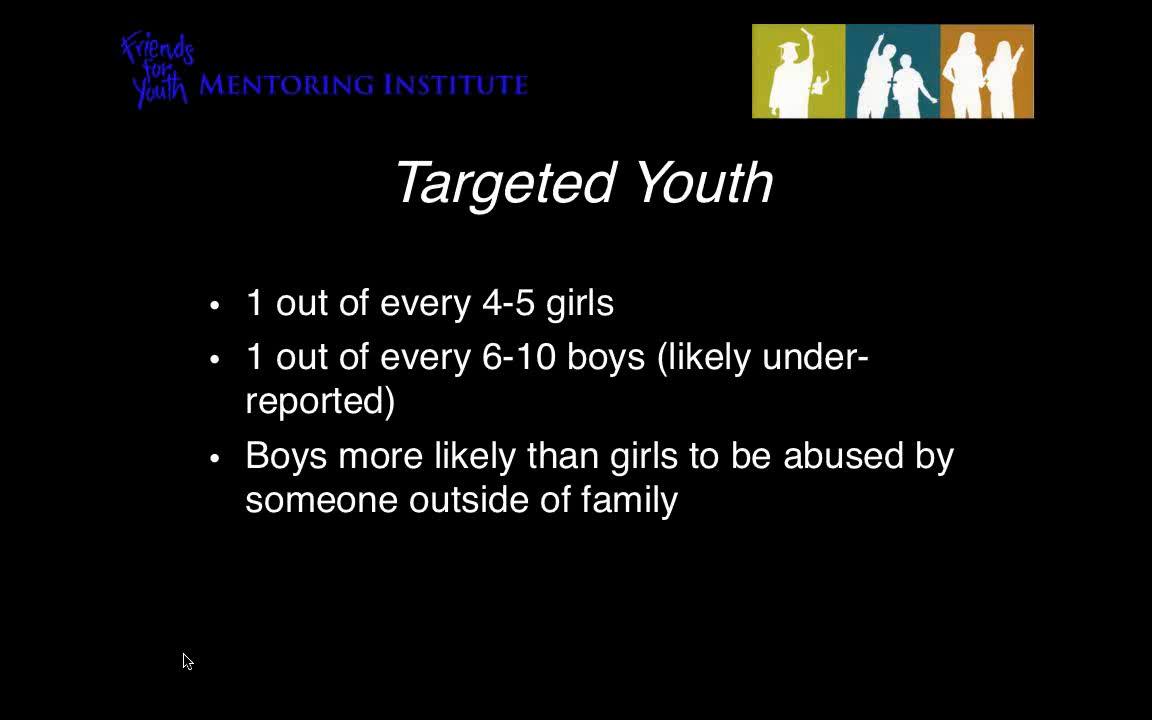 Friends
for
Youth MENTORING INSTITUTE
Targeted Youth
• 1 out of every 4-5 girls
• 1 out of every 6-10 boys (likely under-
reported)
• Boys more likely than girls to be abused by
someone outside of family